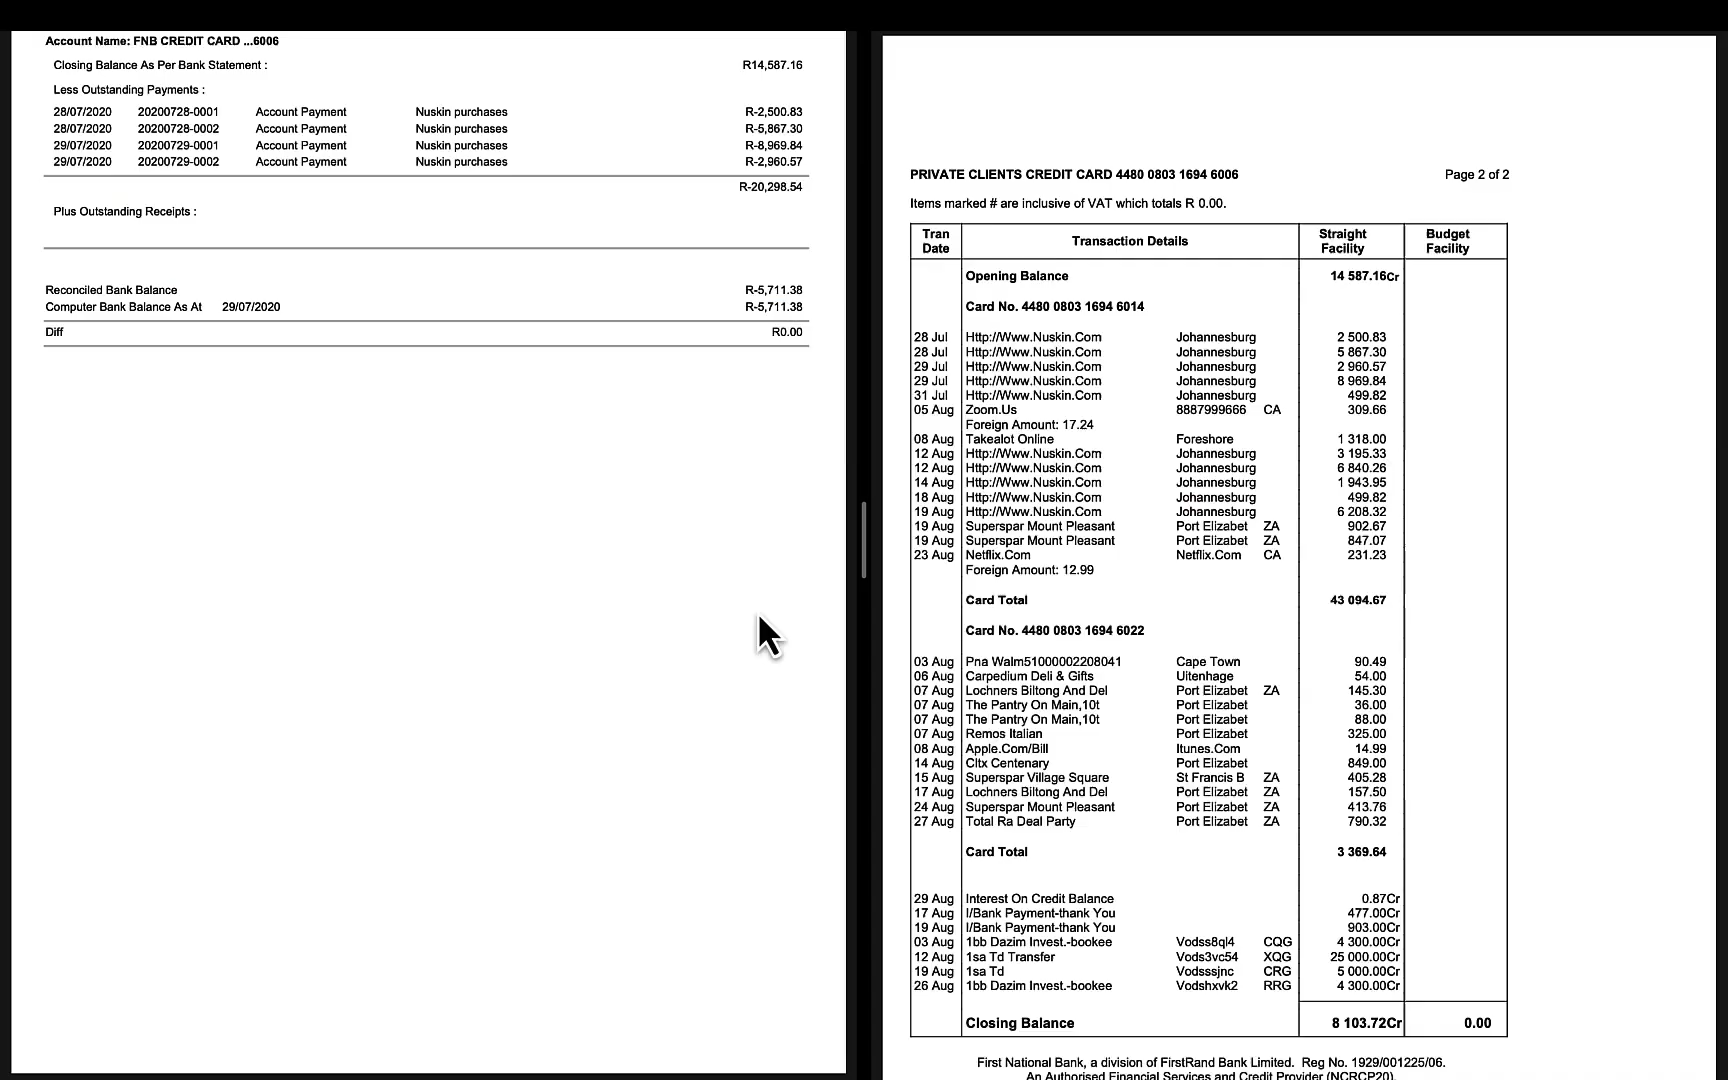 Account Name: FNB CREDIT CARD ...6006
Closing Balance As Per Bank Statement : R14,587.16
Less Outstanding Payments :
28/07/2020 20200728-0001 Account Payment Nuskin purchases R-2,500.83
28/07/2020 20200728-0002 Account Payment Nuskin purchases R-5,867.30
29/07/2020 20200729-0001 Account Payment Nuskin purchases R-8,969.84
29/07/2020 20200729-0002 Account Payment Nuskin purchases R-2,960.57
R-20,298.54
Plus Outstanding Receipts :
Reconciled Bank Balance R-5,711.38
Computer Bank Balance As At 29/07/2020 R-5,711.38
Diff R0.00
PRIVATE CLIENTS CREDIT CARD 4480 0803 1694 6006 Page 2 of 2
Items marked # are inclusive of VAT which totals R 0.00.
Tran Date Transaction Details Straight Facility Budget Facility
Opening Balance 14 587.16Cr
Card No. 4480 0803 1694 6014
28 Jul Http://Www.Nuskin.Com Johannesburg 2 500.83
28 Jul Http://Www.Nuskin.Com Johannesburg 5 867.30
29 Jul Http://Www.Nuskin.Com Johannesburg 2 960.57
29 Jul Http://Www.Nuskin.Com Johannesburg 8 969.84
31 Jul Http://Www.Nuskin.Com Johannesburg 499.82
05 Aug Zoom.Us 8887999666 CA 309.66
Foreign Amount: 17.24
08 Aug Takealot Online Foreshore 1 318.00
12 Aug Http://Www.Nuskin.Com Johannesburg 3 195.33
12 Aug Http://Www.Nuskin.Com Johannesburg 6 840.26
14 Aug Http://Www.Nuskin.Com Johannesburg 1 943.95
18 Aug Http://Www.Nuskin.Com Johannesburg 499.82
19 Aug Http://Www.Nuskin.Com Johannesburg 6 208.32
19 Aug Superspar Mount Pleasant Port Elizabet ZA 902.67
19 Aug Superspar Mount Pleasant Port Elizabet ZA 847.07
23 Aug Netflix.Com Netflix.Com CA 231.23
Foreign Amount: 12.99
Card Total 43 094.67
Card No. 4480 0803 1694 6022
03 Aug Pna Walm51000002208041 Cape Town 90.49
06 Aug Carpedium Deli & Gifts Uitenhage 54.00
07 Aug Lochners Biltong And Del Port Elizabet ZA 145.30
07 Aug The Pantry On Main,10t Port Elizabet 36.00
07 Aug The Pantry On Main,10t Port Elizabet 88.00
07 Aug Remos Italian Port Elizabet 325.00
08 Aug Apple.Com/Bill Itunes.Com 14.99
14 Aug Cltx Centenary Port Elizabet 849.00
15 Aug Superspar Village Square St Francis B ZA 405.28
17 Aug Lochners Biltong And Del Port Elizabet ZA 157.50
24 Aug Superspar Mount Pleasant Port Elizabet ZA 413.76
27 Aug Total Ra Deal Party Port Elizabet ZA 790.32
Card Total 3 369.64
29 Aug Interest On Credit Balance 0.87Cr
17 Aug I/Bank Payment-thank You 477.00Cr
19 Aug I/Bank Payment-thank You 903.00Cr
03 Aug 1bb Dazim Invest.-bookee Vodss8ql4 CQG 4 300.00Cr
12 Aug 1sa Td Transfer Vods3vc54 XQG 25 000.00Cr
19 Aug 1sa Td Vodsssjnc CRG 5 000.00Cr
26 Aug 1bb Dazim Invest.-bookee Vodshxvk2 RRG 4 300.00Cr
Closing Balance 8 103.72Cr 0.00
First National Bank, a division of FirstRand Bank Limited. Reg No. 1929/001225/06.
An Authorised Financial Services and Credit Provider (NCRCP20).